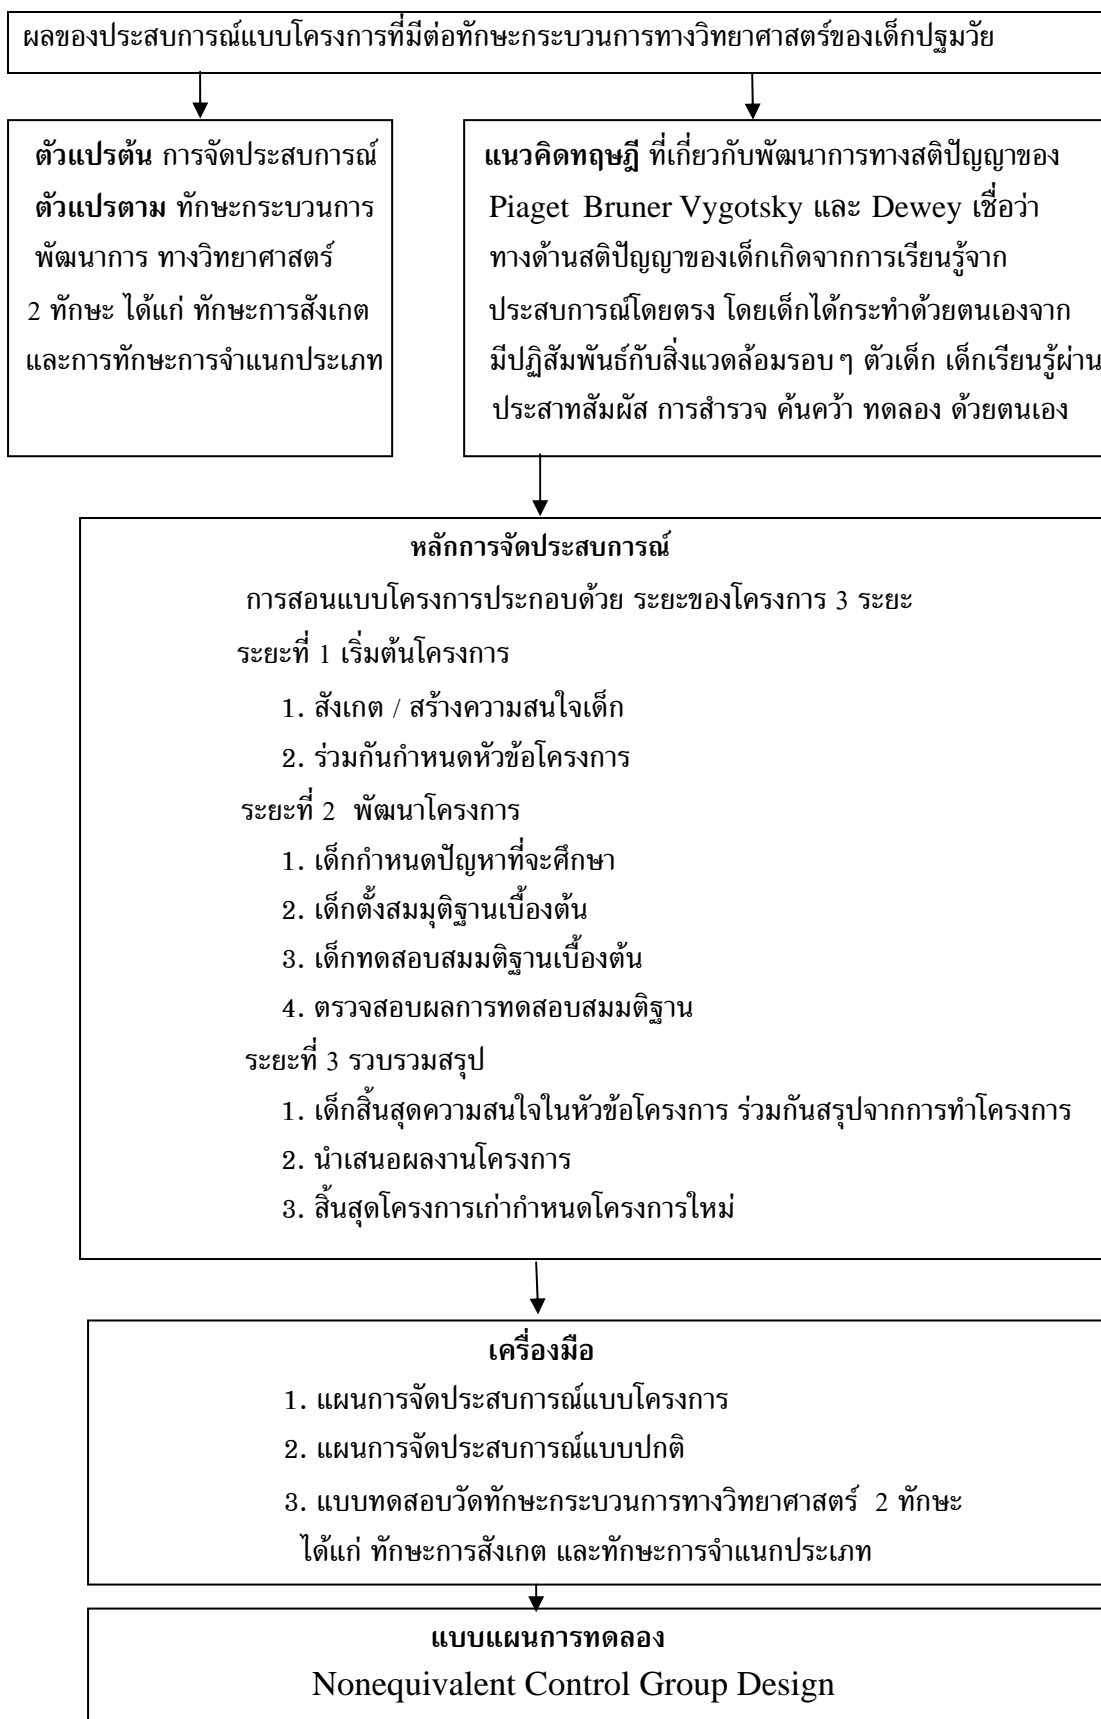 ผลของประสบการณ์แบบโครงการที่มีต่อทักษะกระบวนการทางวิทยาศาสตร์ของเด็กปฐมวัย
ตัวแปรต้น การจัดประสบการณ์
ตัวแปรตาม ทักษะกระบวนการ
พัฒนาการ ทางวิทยาศาสตร์
2 ทักษะ ได้แก่ ทักษะการสังเกต
และการทักษะการจำแนกประเภท
แนวคิดทฤษฎี ที่เกี่ยวกับพัฒนาการทางสติปัญญาของ
Piaget Bruner Vygotsky และ Dewey เชื่อว่า
ทางด้านสติปัญญาของเด็กเกิดจากการเรียนรู้จาก
ประสบการณ์โดยตรง โดยเด็กได้กระทำด้วยตนเองจาก
มีปฏิสัมพันธ์กับสิ่งแวดล้อมรอบ ๆ ตัวเด็ก เด็กเรียนรู้ผ่าน
ประสาทสัมผัส การสำรวจ ค้นคว้า ทดลอง ด้วยตนเอง
หลักการจัดประสบการณ์
การสอนแบบโครงการประกอบด้วย ระยะของโครงการ 3 ระยะ
ระยะที่ 1 เริ่มต้นโครงการ
1. สังเกต / สร้างความสนใจเด็ก
2. ร่วมกันกำหนดหัวข้อโครงการ
ระยะที่ 2 พัฒนาโครงการ
1. เด็กกำหนดปัญหาที่จะศึกษา
2. เด็กตั้งสมมุติฐานเบื้องต้น
3. เด็กทดสอบสมมติฐานเบื้องต้น
4. ตรวจสอบผลการทดสอบสมมติฐาน
ระยะที่ 3 รวบรวมสรุป
1. เด็กสิ้นสุดความสนใจในหัวข้อโครงการ ร่วมกันสรุปจากการทำโครงการ
2. นำเสนอผลงานโครงการ
3. สิ้นสุดโครงการเก่ากำหนดโครงการใหม่
เครื่องมือ
1. แผนการจัดประสบการณ์แบบโครงการ
2. แผนการจัดประสบการณ์แบบปกติ
3. แบบทดสอบวัดทักษะกระบวนการทางวิทยาศาสตร์ 2 ทักษะ
ได้แก่ ทักษะการสังเกต และทักษะการจำแนกประเภท
แบบแผนการทดลอง
Nonequivalent Control Group Design